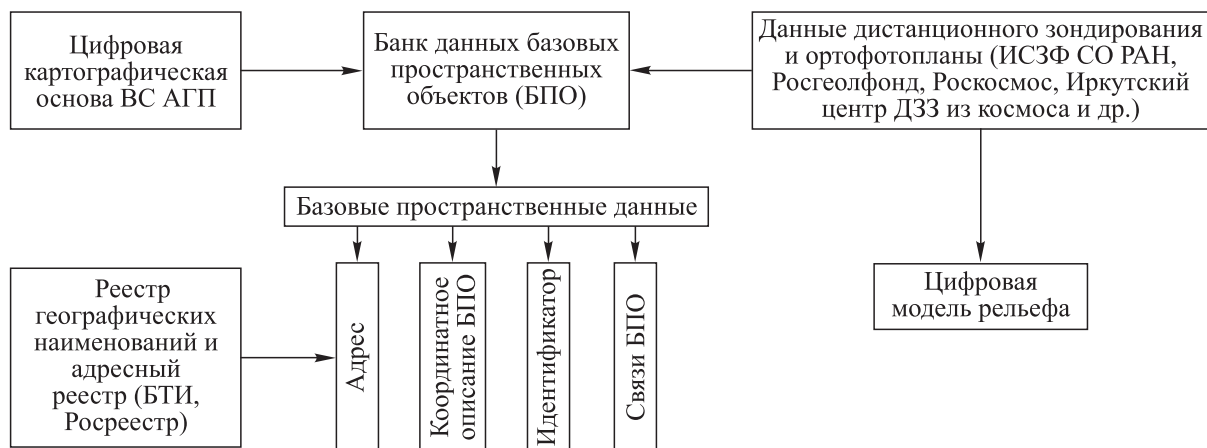 Цифровая
картографическая
основа ВС АГП
Банк данных базовых
пространственных
объектов (БПО)
Данные дистанционного зондирования
и ортофотопланы (ИСЗФ СО РАН,
Росгеолфонд, Роскосмос, Иркутский
центр ДЗЗ из космоса и др.)
Базовые пространственные данные
Реестр
географических
наименований и
адресный
реестр (БТИ,
Росреестр)
Адрес
Координатное
описание БПО
Идентификатор
Связи БПО
Цифровая
модель рельефа